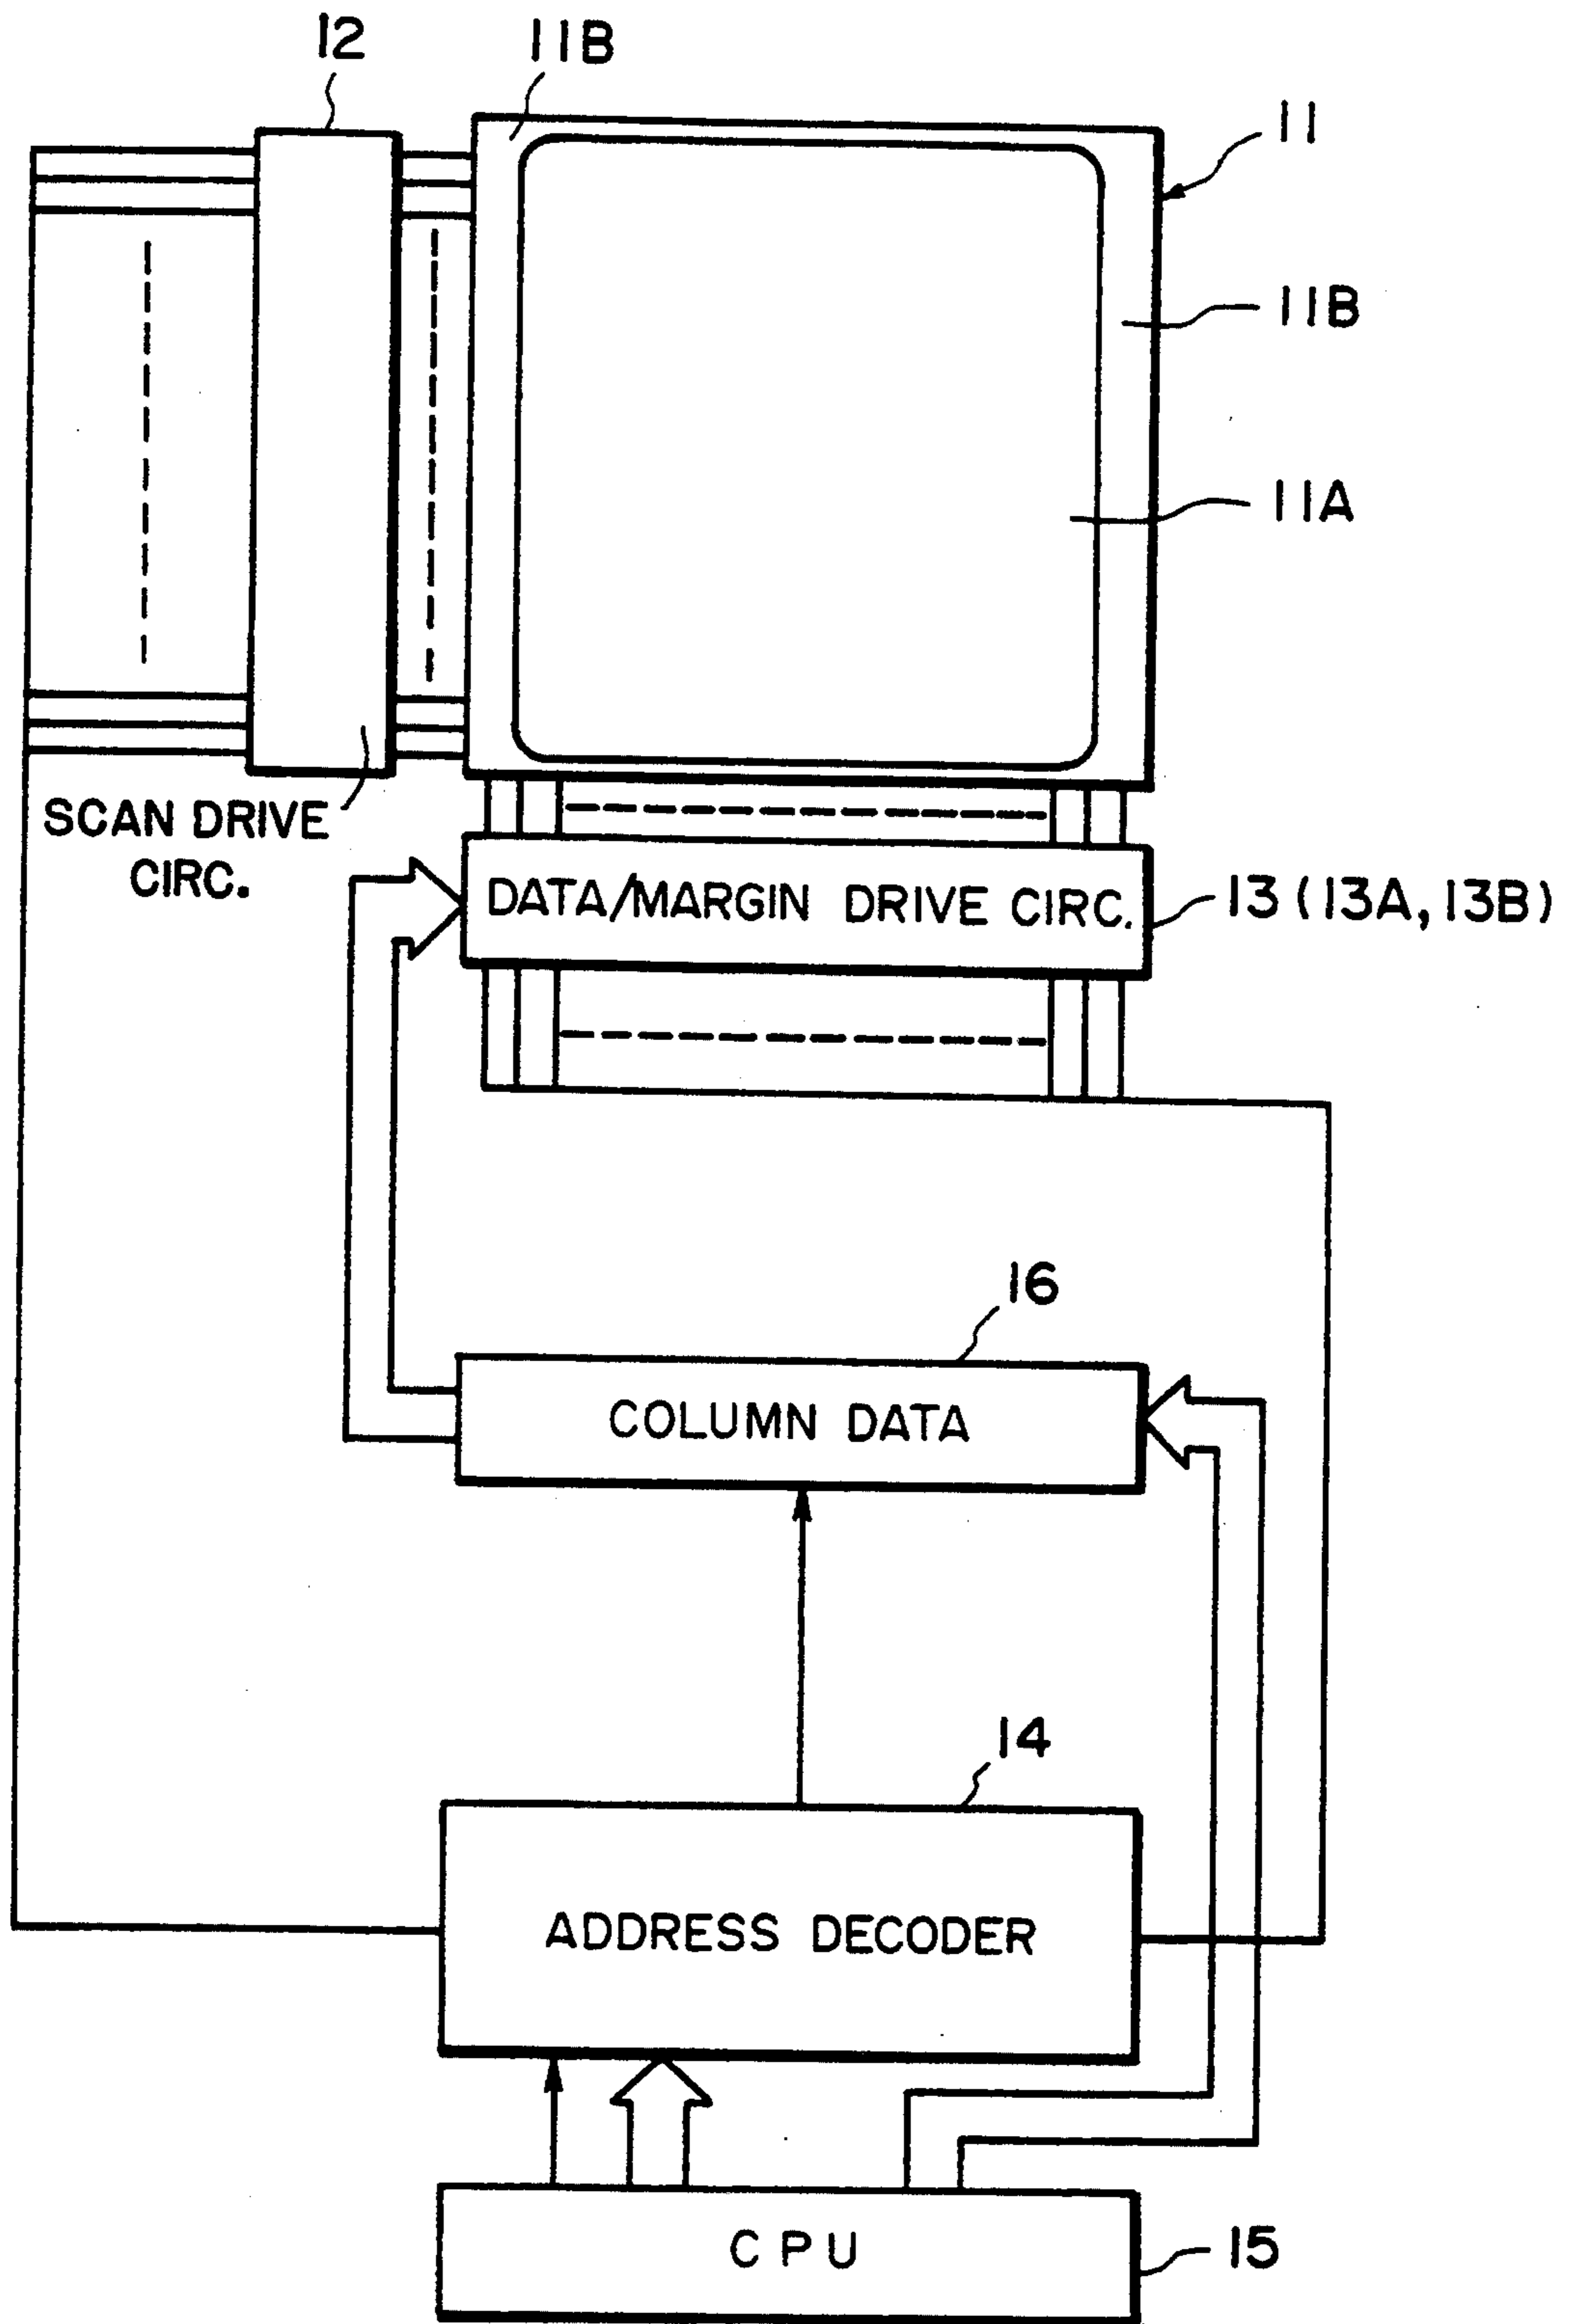 12
11B
11
11B
11A
SCAN DRIVE
CIRC.
DATA/MARGIN DRIVE CIRC.
13 (13A, 13B)
16
COLUMN DATA
14
ADDRESS DECODER
CPU
15